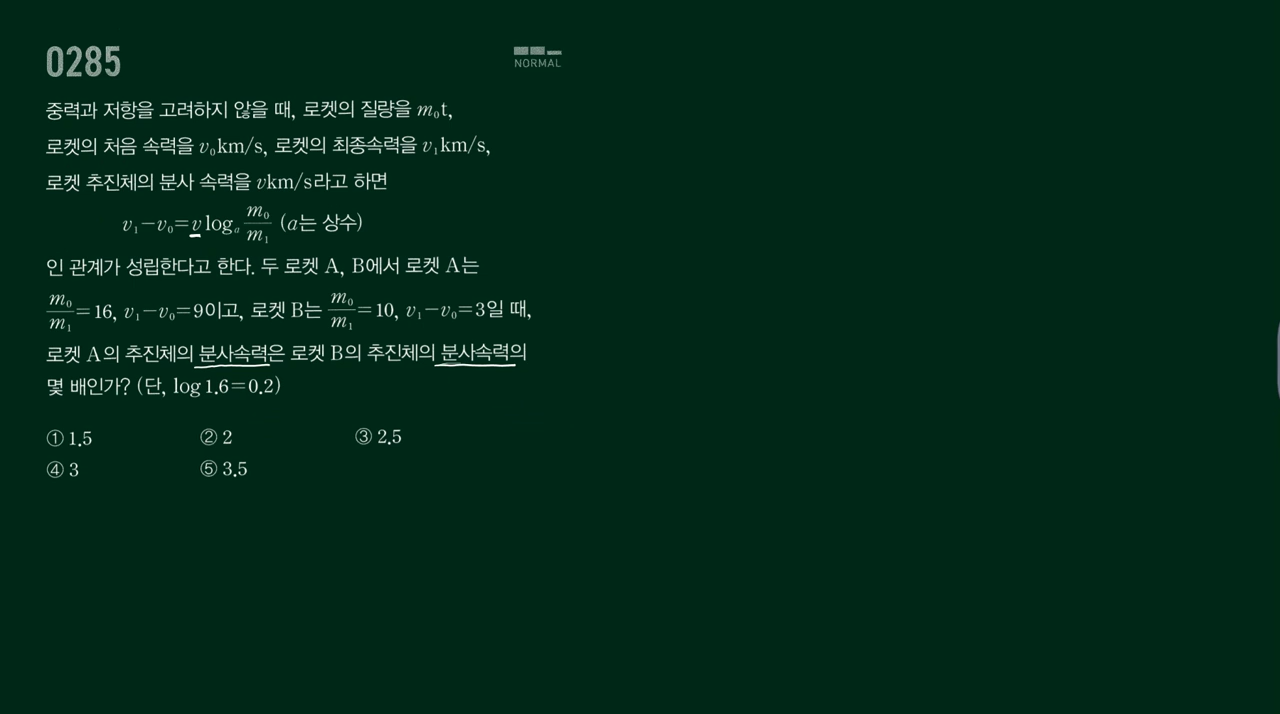 0285
NORMAL
중력과 저항을 고려하지 않을 때, 로켓의 질량을 m₀t,
로켓의 처음 속력을 v₀km/s, 로켓의 최종속력을 v₁km/s,
로켓 추진체의 분사 속력을 vkm/s라고 하면
v₁−v₀=v logₐ m₀/m₁ (a는 상수)
인 관계가 성립한다고 한다. 두 로켓 A, B에서 로켓 A는
m₀/m₁=16, v₁−v₀=9이고, 로켓 B는 m₀/m₁=10, v₁−v₀=3일 때,
로켓 A의 추진체의 분사속력은 로켓 B의 추진체의 분사속력의
몇 배인가? (단, log 1.6=0.2)
① 1.5 ② 2 ③ 2.5
④ 3 ⑤ 3.5